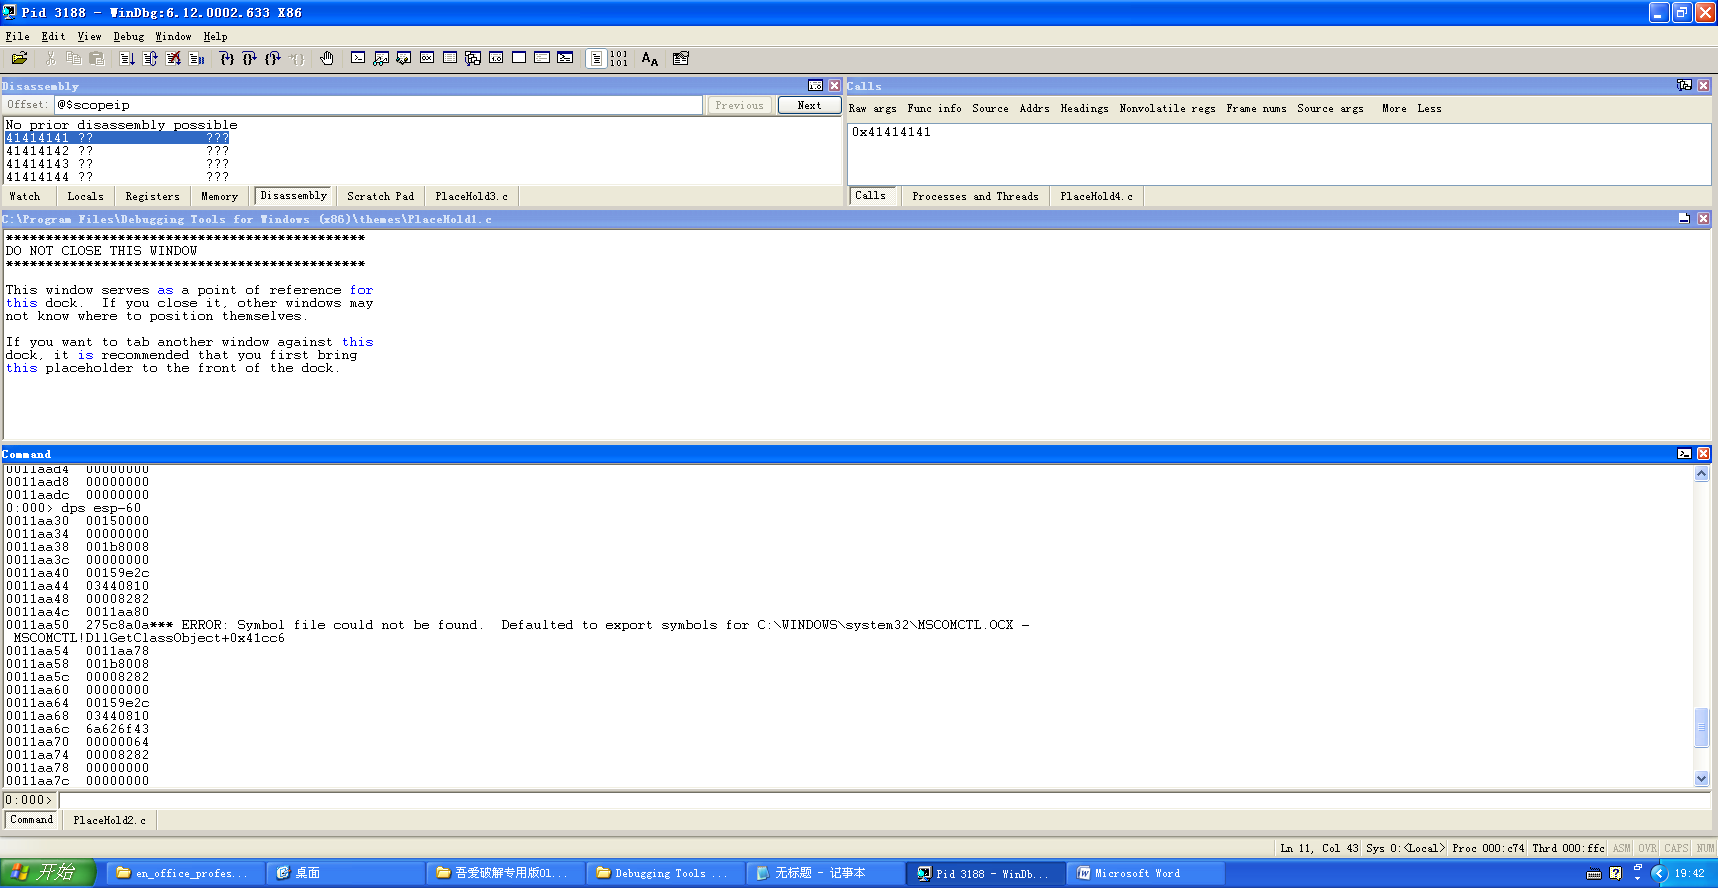 Pid 3188 - WinDbg:6.12.0002.633 X86
File Edit View Debug Window Help
Disassembly
Offset: @$scopeip Previous Next
No prior disassembly possible
41414141 ?? ???
41414142 ?? ???
41414143 ?? ???
41414144 ?? ???
Watch Locals Registers Memory Disassembly Scratch Pad PlaceHold3.c
Calls
Raw args Func info Source Addrs Headings Nonvolatile regs Frame nums Source args More Less
0x41414141
Calls Processes and Threads PlaceHold4.c
C:\Program Files\Debugging Tools for Windows (x86)\themes\PlaceHold1.c
*********************************************
DO NOT CLOSE THIS WINDOW
*********************************************
This window serves as a point of reference for
this dock.  If you close it, other windows may
not know where to position themselves.
If you want to tab another window against this
dock, it is recommended that you first bring
this placeholder to the front of the dock.
Command
0011aad4  00000000
0011aad8  00000000
0011aadc  00000000
0:000> dps esp-60
0011aa30  00150000
0011aa34  00000000
0011aa38  001b8008
0011aa3c  00000000
0011aa40  00159e2c
0011aa44  03440810
0011aa48  00008282
0011aa4c  0011aa80
0011aa50  275c8a0a*** ERROR: Symbol file could not be found.  Defaulted to export symbols for C:\WINDOWS\system32\MSCOMCTL.OCX -
MSCOMCTL!DllGetClassObject+0x41cc6
0011aa54  0011aa78
0011aa58  001b8008
0011aa5c  00008282
0011aa60  00000000
0011aa64  00159e2c
0011aa68  03440810
0011aa6c  6a626f43
0011aa70  00000064
0011aa74  00008282
0011aa78  00000000
0011aa7c  00000000
0:000>
Command PlaceHold2.c
Ln 11, Col 43 Sys 0:<Local> Proc 000:c74 Thrd 000:ffc ASM OVR CAPS NUM
开始 en_office_profes... 桌面 吾爱破解专用版01... Debugging Tools ... 无标题 - 记事本 Pid 3188 - WinDb... Microsoft Word 19:42